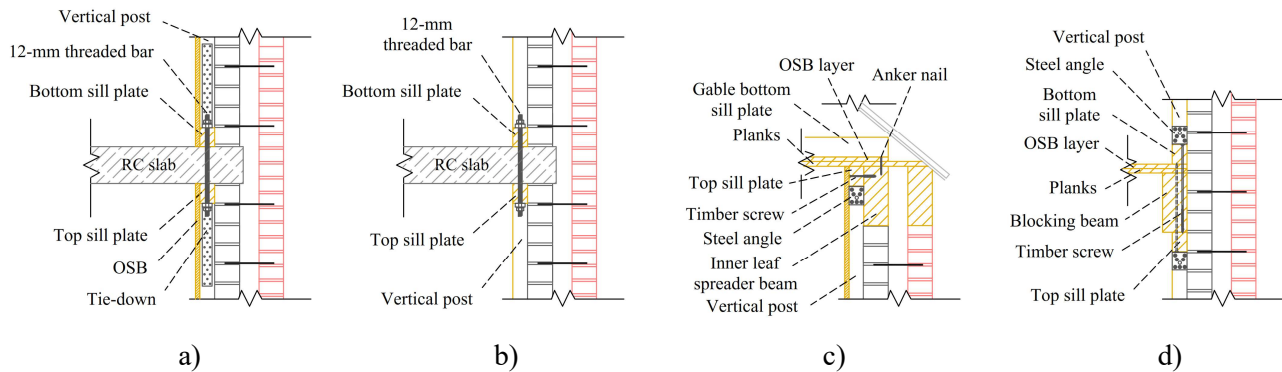 Vertical post
12-mm
threaded bar
Bottom sill plate
RC slab
Top sill plate
OSB
Tie-down
a)
12-mm
threaded bar
Bottom sill plate
RC slab
Top sill plate
Vertical post
b)
OSB layer
Anker nail
Gable bottom
sill plate
Planks
Top sill plate
Timber screw
Steel angle
Inner leaf
spreader beam
Vertical post
c)
Vertical post
Steel angle
Bottom
sill plate
OSB layer
Planks
Blocking beam
Timber screw
Top sill plate
d)